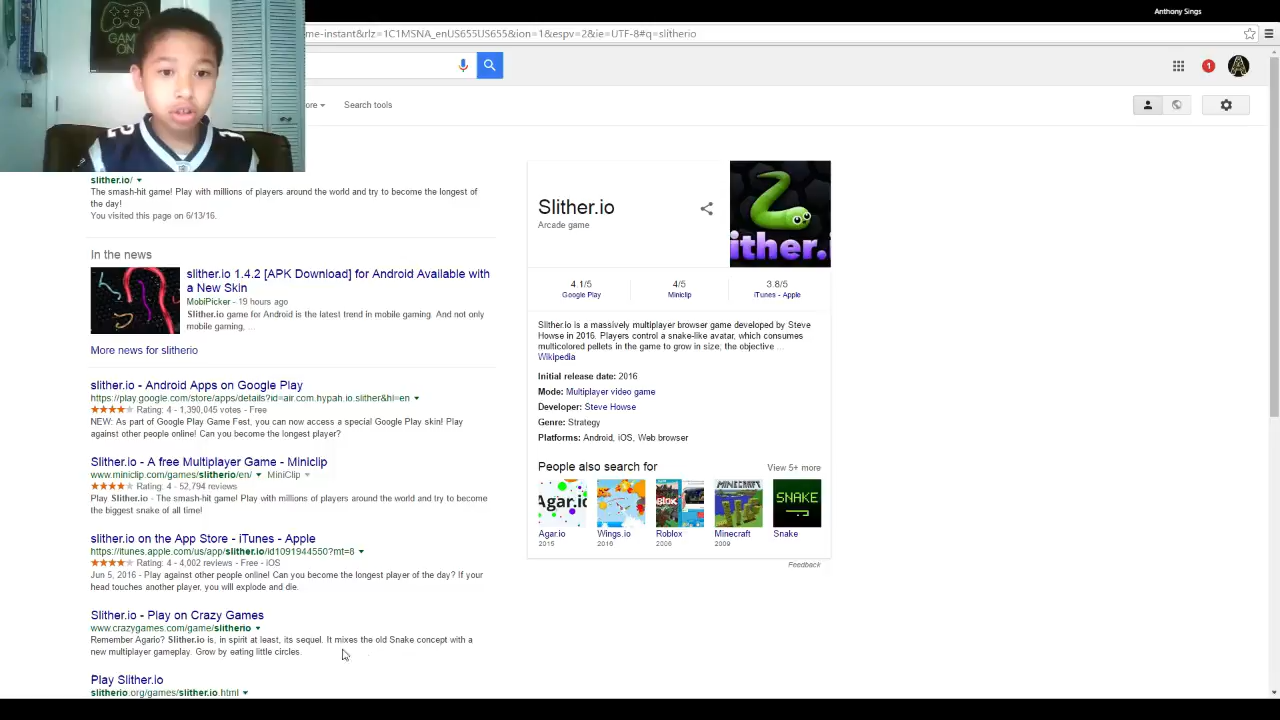 Anthony Sings
GAME
ON
me-instant&rlz=1C1MSNA_enUS655US655&ion=1&espv=2&ie=UTF-8#q=slitherio
1
ore
Search tools
slither.io/
The smash-hit game! Play with millions of players around the world and try to become the longest of
the day!
You visited this page on 6/13/16.
In the news
slither.io 1.4.2 [APK Download] for Android Available with
a New Skin
MobiPicker - 19 hours ago
Slither.io game for Android is the latest trend in mobile gaming. And not only
mobile gaming, ...
More news for slitherio
slither.io - Android Apps on Google Play
https://play.google.com/store/apps/details?id=air.com.hypah.io.slither&hl=en
Rating: 4 - 1,390,045 votes - Free
NEW: As part of Google Play Game Fest, you can now access a special Google Play skin! Play
against other people online! Can you become the longest player?
Slither.io - A free Multiplayer Game - Miniclip
www.miniclip.com/games/slitherio/en/ MiniClip
Rating: 4 - 52,794 reviews
Play Slither.io - The smash-hit game! Play with millions of players around the world and try to become
the biggest snake of all time!
slither.io on the App Store - iTunes - Apple
https://itunes.apple.com/us/app/slither.io/id1091944550?mt=8
Rating: 4 - 4,002 reviews - Free - iOS
Jun 5, 2016 - Play against other people online! Can you become the longest player of the day? If your
head touches another player, you will explode and die.
Slither.io - Play on Crazy Games
www.crazygames.com/game/slitherio
Remember Agario? Slither.io is, in spirit at least, its sequel. It mixes the old Snake concept with a
new multiplayer gameplay. Grow by eating little circles.
Play Slither.io
slitherio.org/games/slither.io.html
Slither.io
Arcade game
ither.i
4.1/5
Google Play
4/5
Miniclip
3.8/5
iTunes - Apple
Slither.io is a massively multiplayer browser game developed by Steve
Howse in 2016. Players control a snake-like avatar, which consumes
multicolored pellets in the game to grow in size; the objective ...
Wikipedia
Initial release date: 2016
Mode: Multiplayer video game
Developer: Steve Howse
Genre: Strategy
Platforms: Android, iOS, Web browser
People also search for
View 5+ more
Agar.io
blox
MINECRAFT
SNAKE
Agar.io
2015
Wings.io
2016
Roblox
2006
Minecraft
2009
Snake
Feedback